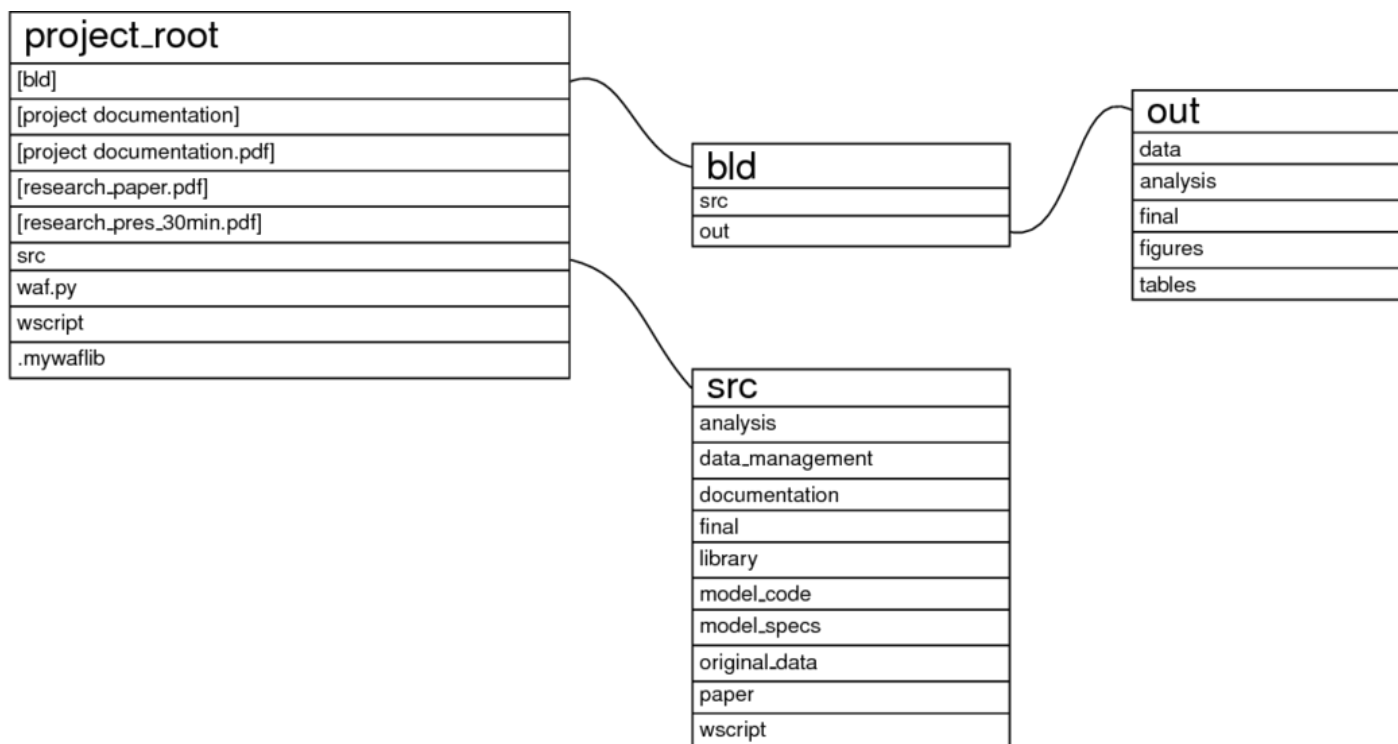 project_root
[bld]
[project documentation]
[project documentation.pdf]
[research_paper.pdf]
[research_pres_30min.pdf]
src
waf.py
wscript
.mywaflib
bld
src
out
out
data
analysis
final
figures
tables
src
analysis
data_management
documentation
final
library
model_code
model_specs
original_data
paper
wscript